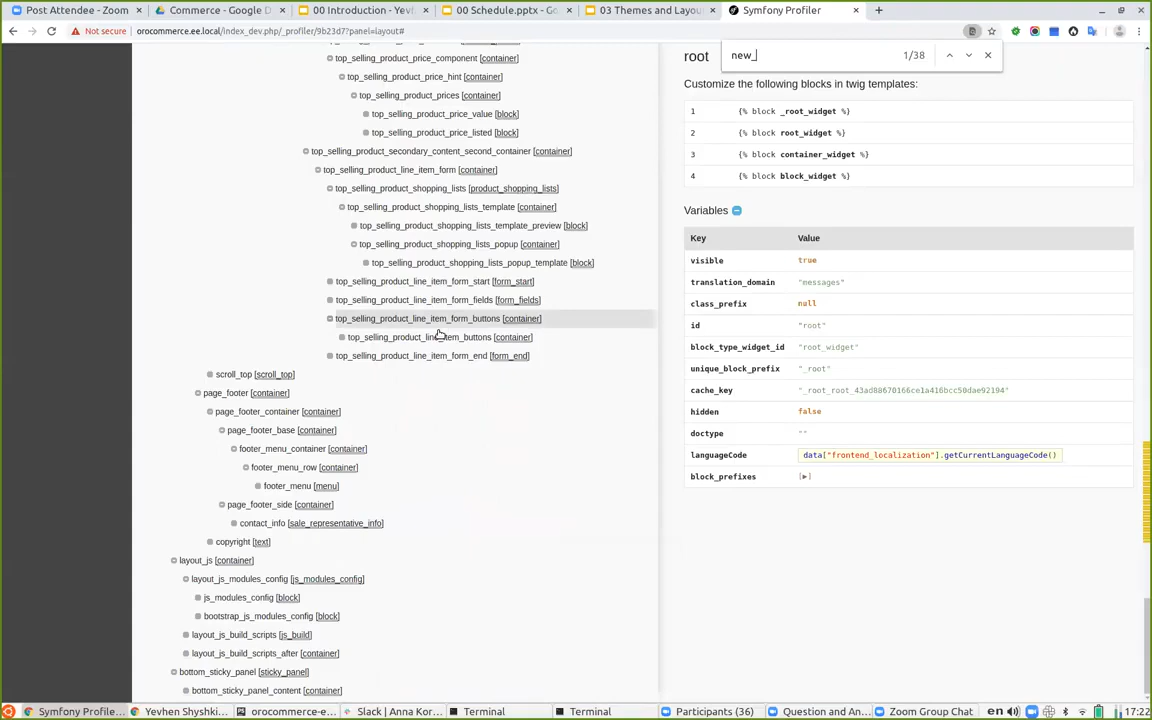 Post Attendee - Zoom
Commerce - Google D
00 Introduction - Yevh
00 Schedule.pptx - Goo
03 Themes and Layou
Symfony Profiler
Not secure
orocommerce.ee.local/index_dev.php/_profiler/9b23d7?panel=layout#
new_
1/38
top_selling_product_price_component [container]
top_selling_product_price_hint [container]
top_selling_product_prices [container]
top_selling_product_price_value [block]
top_selling_product_price_listed [block]
top_selling_product_secondary_content_second_container [container]
top_selling_product_line_item_form [container]
top_selling_product_shopping_lists [product_shopping_lists]
top_selling_product_shopping_lists_template [container]
top_selling_product_shopping_lists_template_preview [block]
top_selling_product_shopping_lists_popup [container]
top_selling_product_shopping_lists_popup_template [block]
top_selling_product_line_item_form_start [form_start]
top_selling_product_line_item_form_fields [form_fields]
top_selling_product_line_item_form_buttons [container]
top_selling_product_line_item_buttons [container]
top_selling_product_line_item_form_end [form_end]
scroll_top [scroll_top]
page_footer [container]
page_footer_container [container]
page_footer_base [container]
footer_menu_container [container]
footer_menu_row [container]
footer_menu [menu]
page_footer_side [container]
contact_info [sale_representative_info]
copyright [text]
layout_js [container]
layout_js_modules_config [js_modules_config]
js_modules_config [block]
bootstrap_js_modules_config [block]
layout_js_build_scripts [js_build]
layout_js_build_scripts_after [container]
bottom_sticky_panel [sticky_panel]
bottom_sticky_panel_content [container]
root
Customize the following blocks in twig templates:
1 {% block _root_widget %}
2 {% block root_widget %}
3 {% block container_widget %}
4 {% block block_widget %}
Variables
Key Value
visible true
translation_domain "messages"
class_prefix null
id "root"
block_type_widget_id "root_widget"
unique_block_prefix "_root"
cache_key "_root_root_43ad88670166ce1a416bcc50dae92194"
hidden false
doctype ""
languageCode data["frontend_localization"].getCurrentLanguageCode()
block_prefixes [▶]
Symfony Profile...
Yevhen Shyshki...
orocommerce-e...
Slack | Anna Kor...
Terminal
Terminal
Participants (36)
Question and An...
Zoom Group Chat
en
17:22